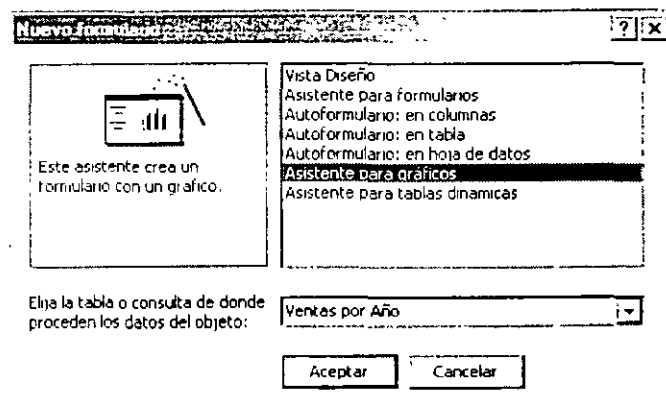 Nuevo formulario
? x
Vista Diseño
Asistente para formularios
Autoformulario: en columnas
Autoformulario: en tabla
Autoformulario: en hoja de datos
Asistente para gráficos
Asistente para tablas dinamicas
Este asistente crea un
formulario con un grafico.
Elija la tabla o consulta de donde
proceden los datos del objeto:
Ventas por Año
Aceptar
Cancelar